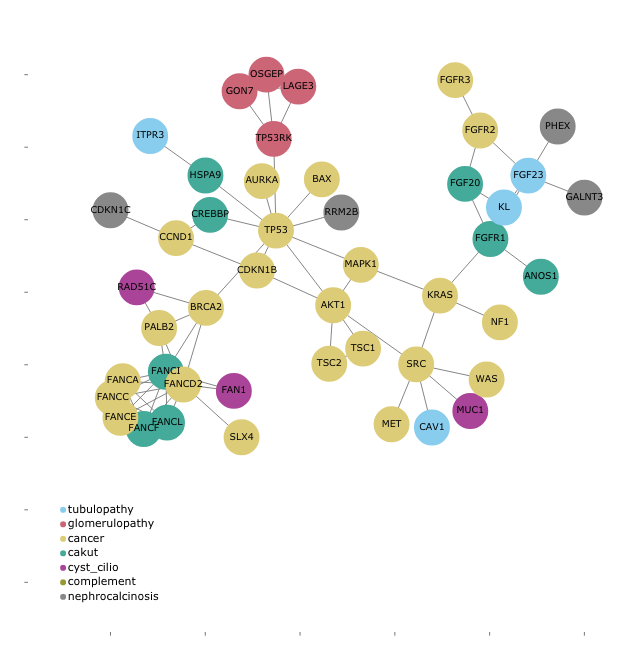 OSGEP
FGFR3
LAGE3
GON7
PHEX
FGFR2
ITPR3
TP53RK
HSPA9
FGF23
BAX
AURKA
FGF20
GALNT3
KL
CDKN1C
RRM2B
CREBBP
TP53
CCND1
FGFR1
MAPK1
CDKN1B
ANOS1
RAD51C
KRAS
AKT1
BRCA2
NF1
PALB2
TSC1
TSC2
SRC
FANCI
WAS
FANCA
FANCD2
FAN1
FANCC
MUC1
FANCE
FANCL
MET
CAV1
FANCF
SLX4
tubulopathy
glomerulopathy
cancer
cakut
cyst_cilio
complement
nephrocalcinosis